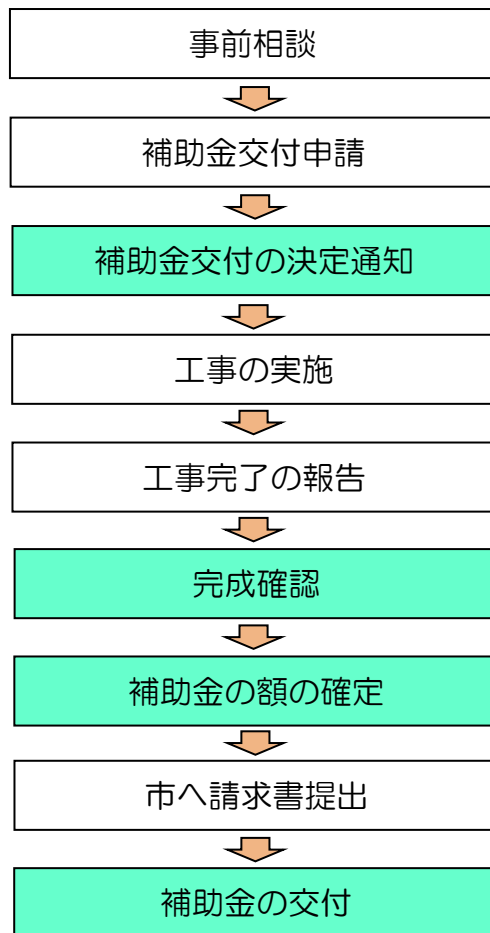 事前相談
補助金交付申請
補助金交付の決定通知
工事の実施
工事完了の報告
完成確認
補助金の額の確定
市へ請求書提出
補助金の交付